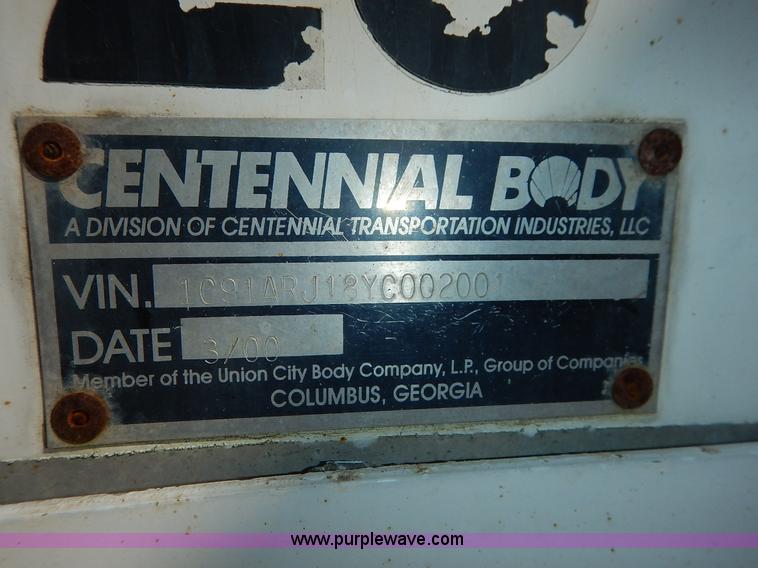 CENTENNIAL BODY
A DIVISION OF CENTENNIAL TRANSPORTATION INDUSTRIES, LLC
VIN. 1C91ARJ18YC002001
DATE 3/00
Member of the Union City Body Company, L.P., Group of Companies
COLUMBUS, GEORGIA
www.purplewave.com